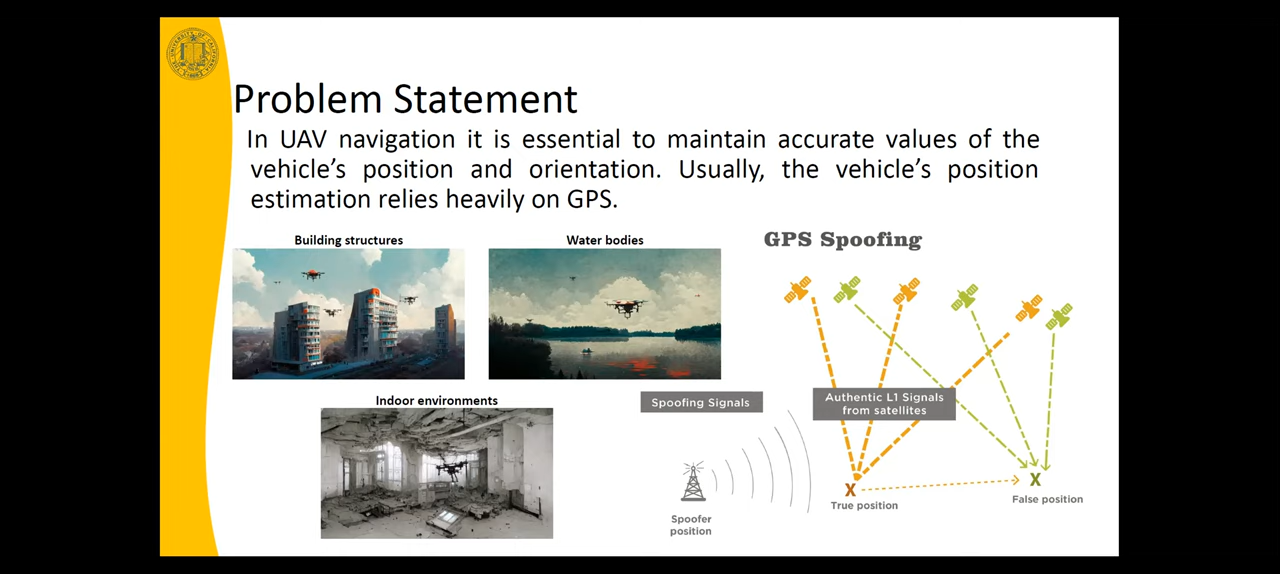 Problem Statement
In UAV navigation it is essential to maintain accurate values of the
vehicle's position and orientation. Usually, the vehicle's position
estimation relies heavily on GPS.
Building structures
Water bodies
GPS Spoofing
Indoor environments
Spoofing Signals
Authentic L1 Signals
from satellites
X
X
True position
False position
Spoofer
position